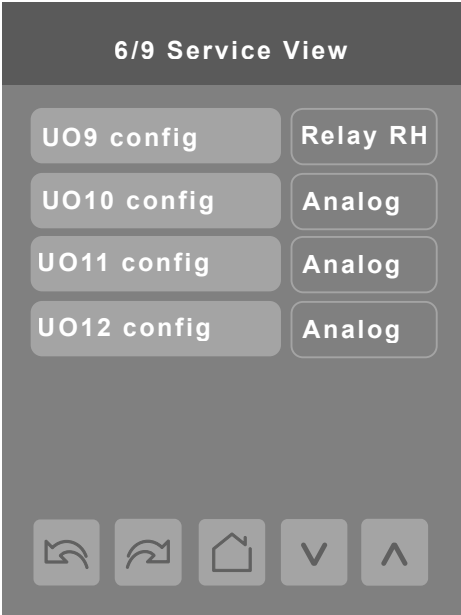 6/9 Service View
UO9 config Relay RH
UO10 config Analog
UO11 config Analog
UO12 config Analog